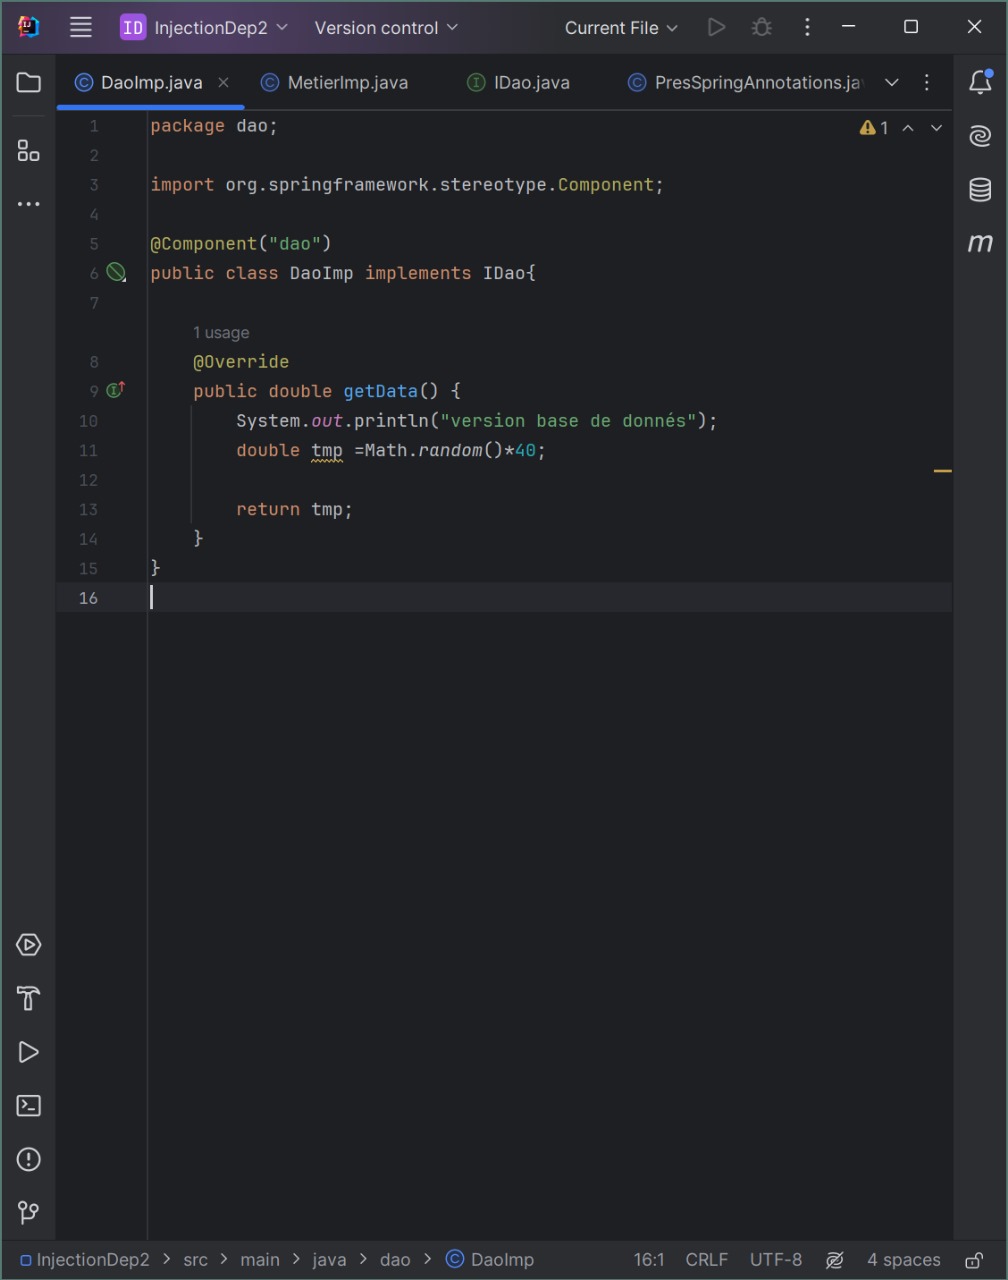 ID InjectionDep2 Version control Current File
DaoImp.java MetierImp.java IDao.java PresSpringAnnotations.ja
1 package dao; 1
2
3 import org.springframework.stereotype.Component;
4
5 @Component("dao")
6 public class DaoImp implements IDao{
7
1 usage
8 @Override
9 public double getData() {
10 System.out.println("version base de donnés");
11 double tmp =Math.random()*40;
12
13 return tmp;
14 }
15 }
16
InjectionDep2 > src > main > java > dao > DaoImp 16:1 CRLF UTF-8 4 spaces